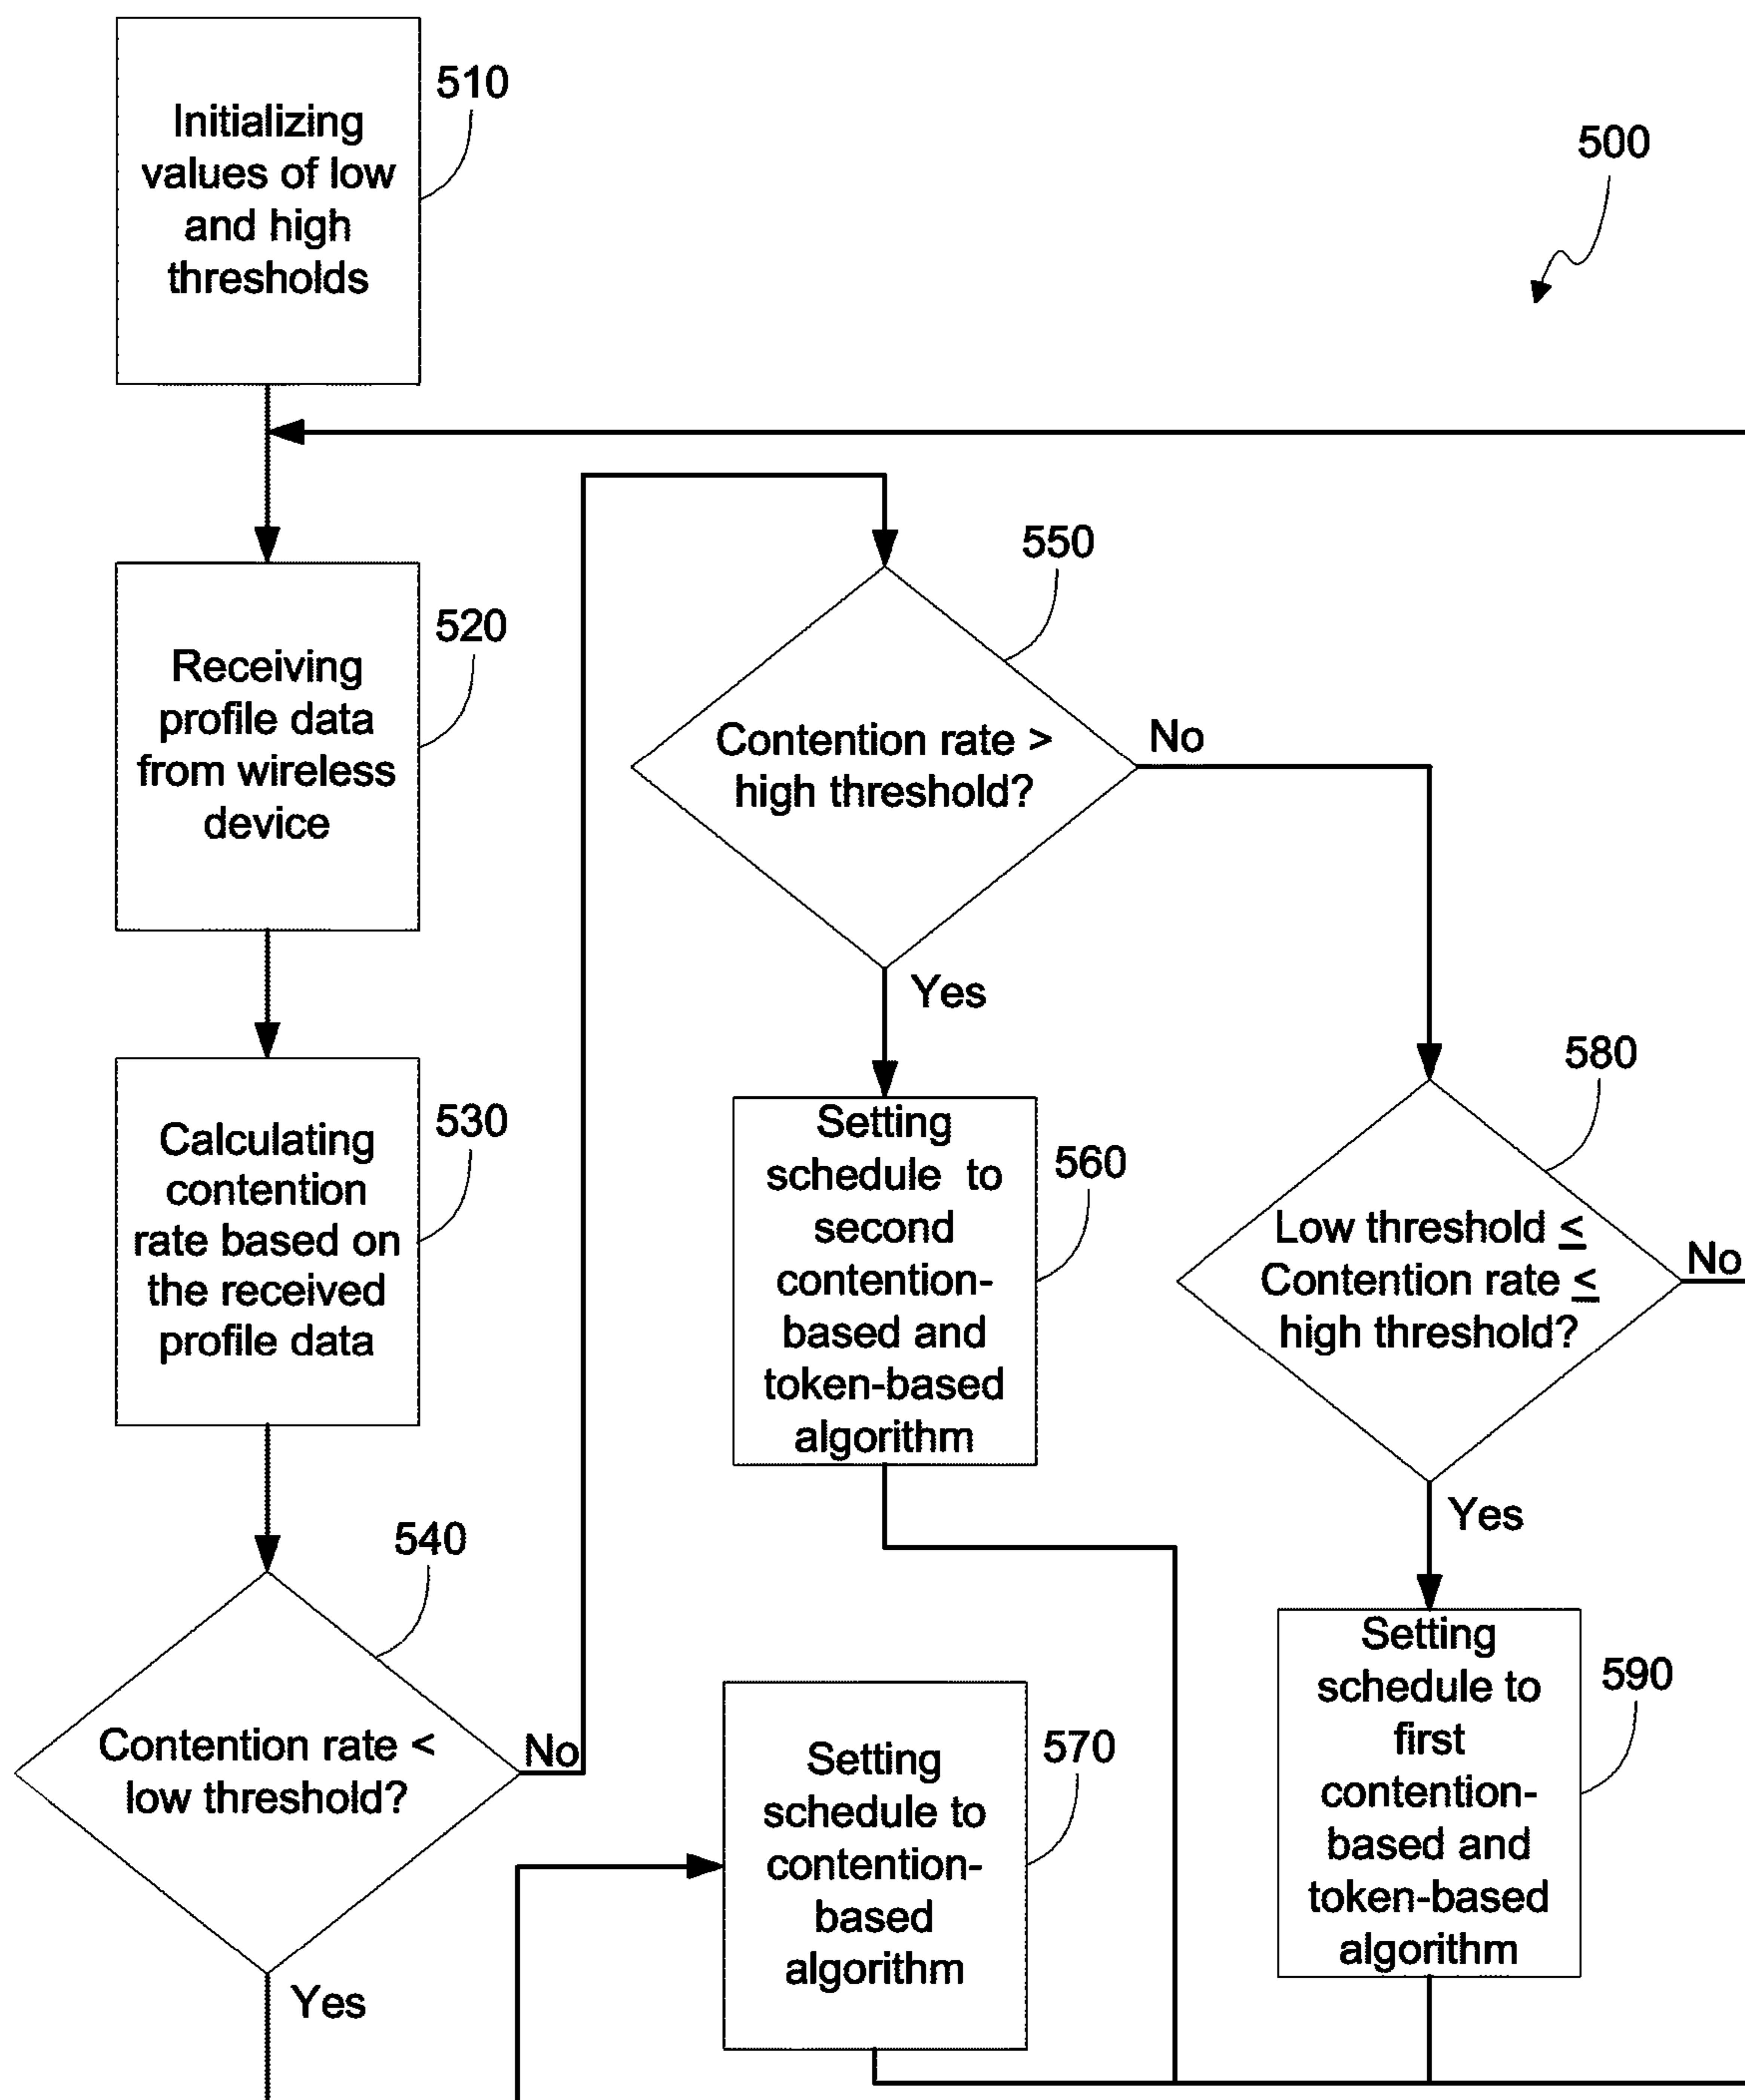 510
Initializing
values of low
and high
thresholds
500
520
Receiving
profile data
from wireless
device
530
Calculating
contention
rate based on
the received
profile data
540
Contention rate <
low threshold?
No
Yes
550
Contention rate >
high threshold?
No
Yes
560
Setting
schedule to
second
contention-
based and
token-based
algorithm
570
Setting
schedule to
contention-
based
algorithm
580
Low threshold ≤
Contention rate ≤
high threshold?
No
Yes
590
Setting
schedule to
first
contention-
based and
token-based
algorithm